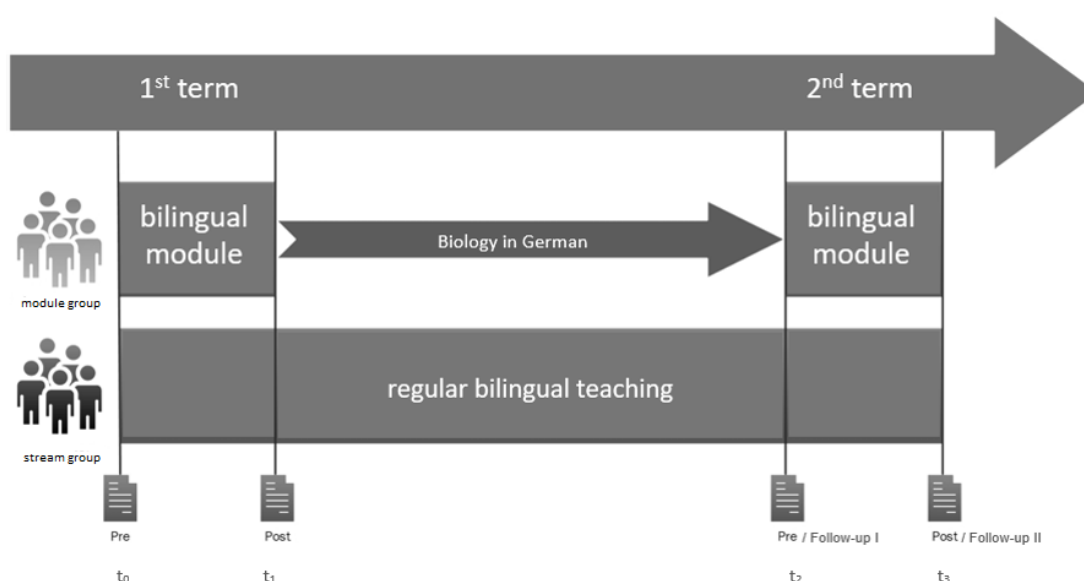 1st term
2nd term
bilingual
module
Biology in German
bilingual
module
module group
regular bilingual teaching
stream group
Pre
Post
Pre / Follow-up I
Post / Follow-up II
t0
t1
t2
t3